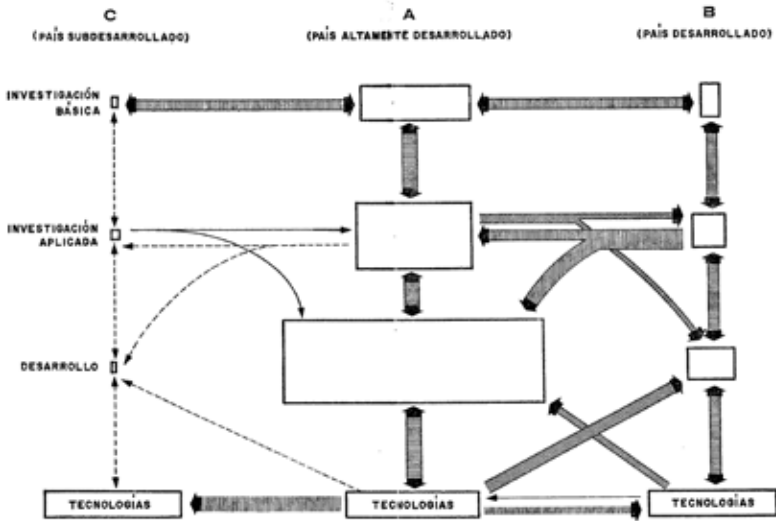 C
(PAÍS SUBDESARROLLADO)
A
(PAÍS ALTAMENTE DESARROLLADO)
B
(PAÍS DESARROLLADO)
INVESTIGACIÓN
BÁSICA
INVESTIGACIÓN
APLICADA
DESARROLLO
TECNOLOGÍAS
TECNOLOGÍAS
TECNOLOGÍAS